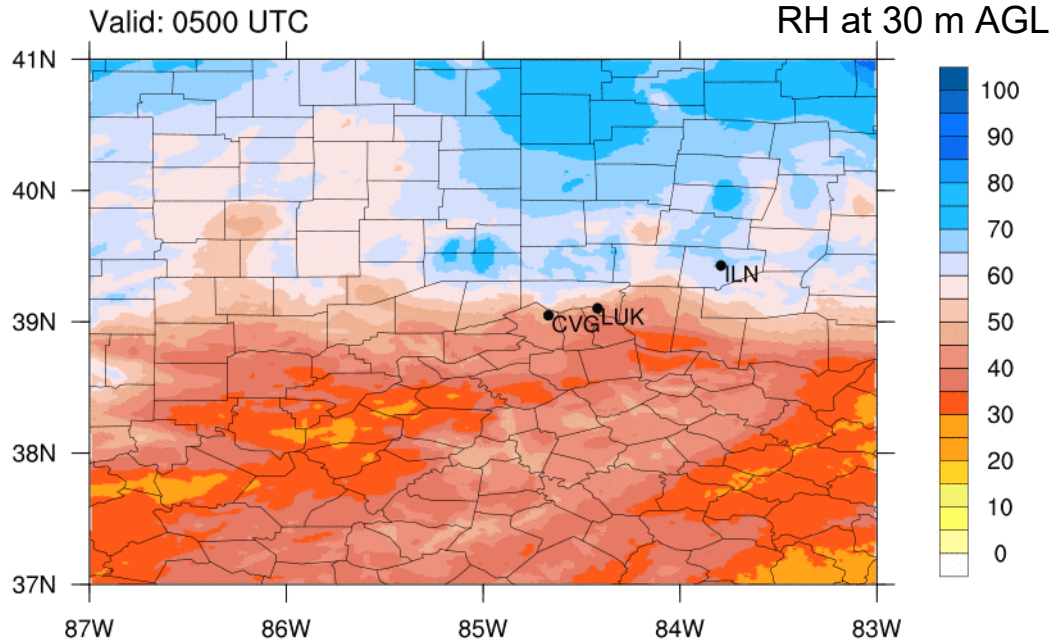 Valid: 0500 UTC
RH at 30 m AGL
41N
40N
39N
38N
37N
87W
86W
85W
84W
83W
ILN
CVG
LUK
100
90
80
70
60
50
40
30
20
10
0